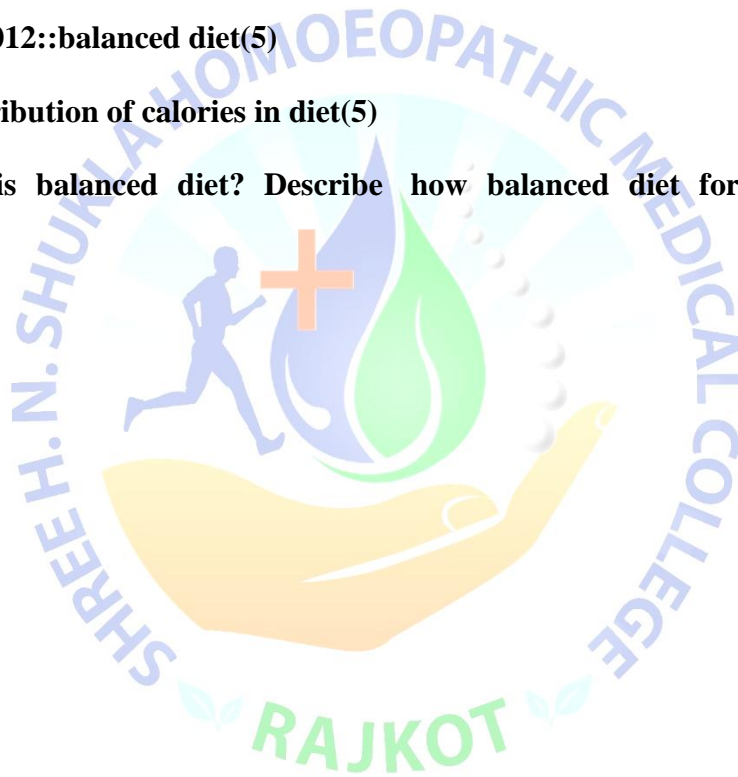 012::balanced diet(5)
ribution of calories in diet(5)
is balanced diet? Describe how balanced diet for
SHREE H. N. SHUKLA HOMOEOPATHIC MEDICAL COLLEGE
RAJKOT